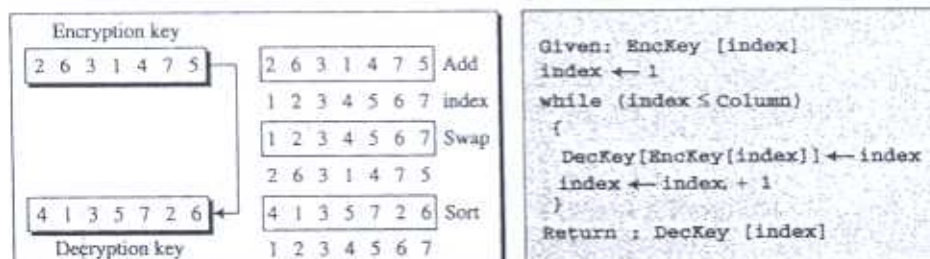 Encryption key
2 6 3 1 4 7 5
4 1 3 5 7 2 6
Decryption key
2 6 3 1 4 7 5 Add
1 2 3 4 5 6 7 index
1 2 3 4 5 6 7 Swap
2 6 3 1 4 7 5
4 1 3 5 7 2 6 Sort
1 2 3 4 5 6 7
Given: EncKey [index]
index ← 1
while (index ≤ Column)
{
DecKey[EncKey[index]] ← index
index ← index + 1
}
Return : DecKey [index]